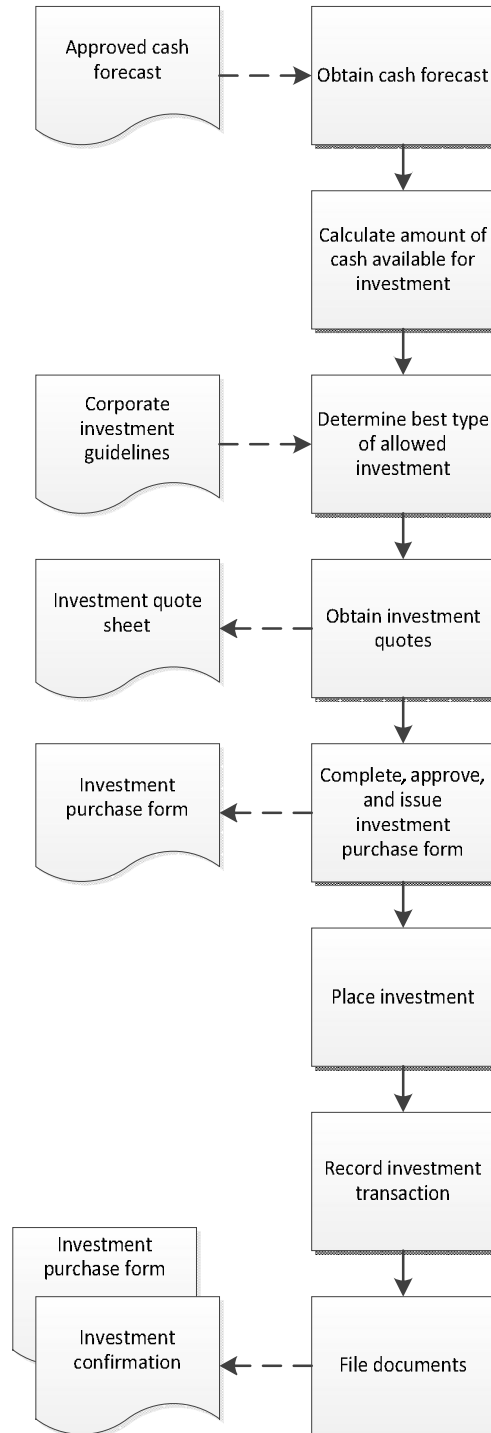 Approved cash
forecast
Obtain cash forecast
Calculate amount of
cash available for
investment
Corporate
investment
guidelines
Determine best type
of allowed
investment
Investment quote
sheet
Obtain investment
quotes
Investment
purchase form
Complete, approve,
and issue
investment
purchase form
Place investment
Record investment
transaction
Investment
purchase form
Investment
confirmation
File documents